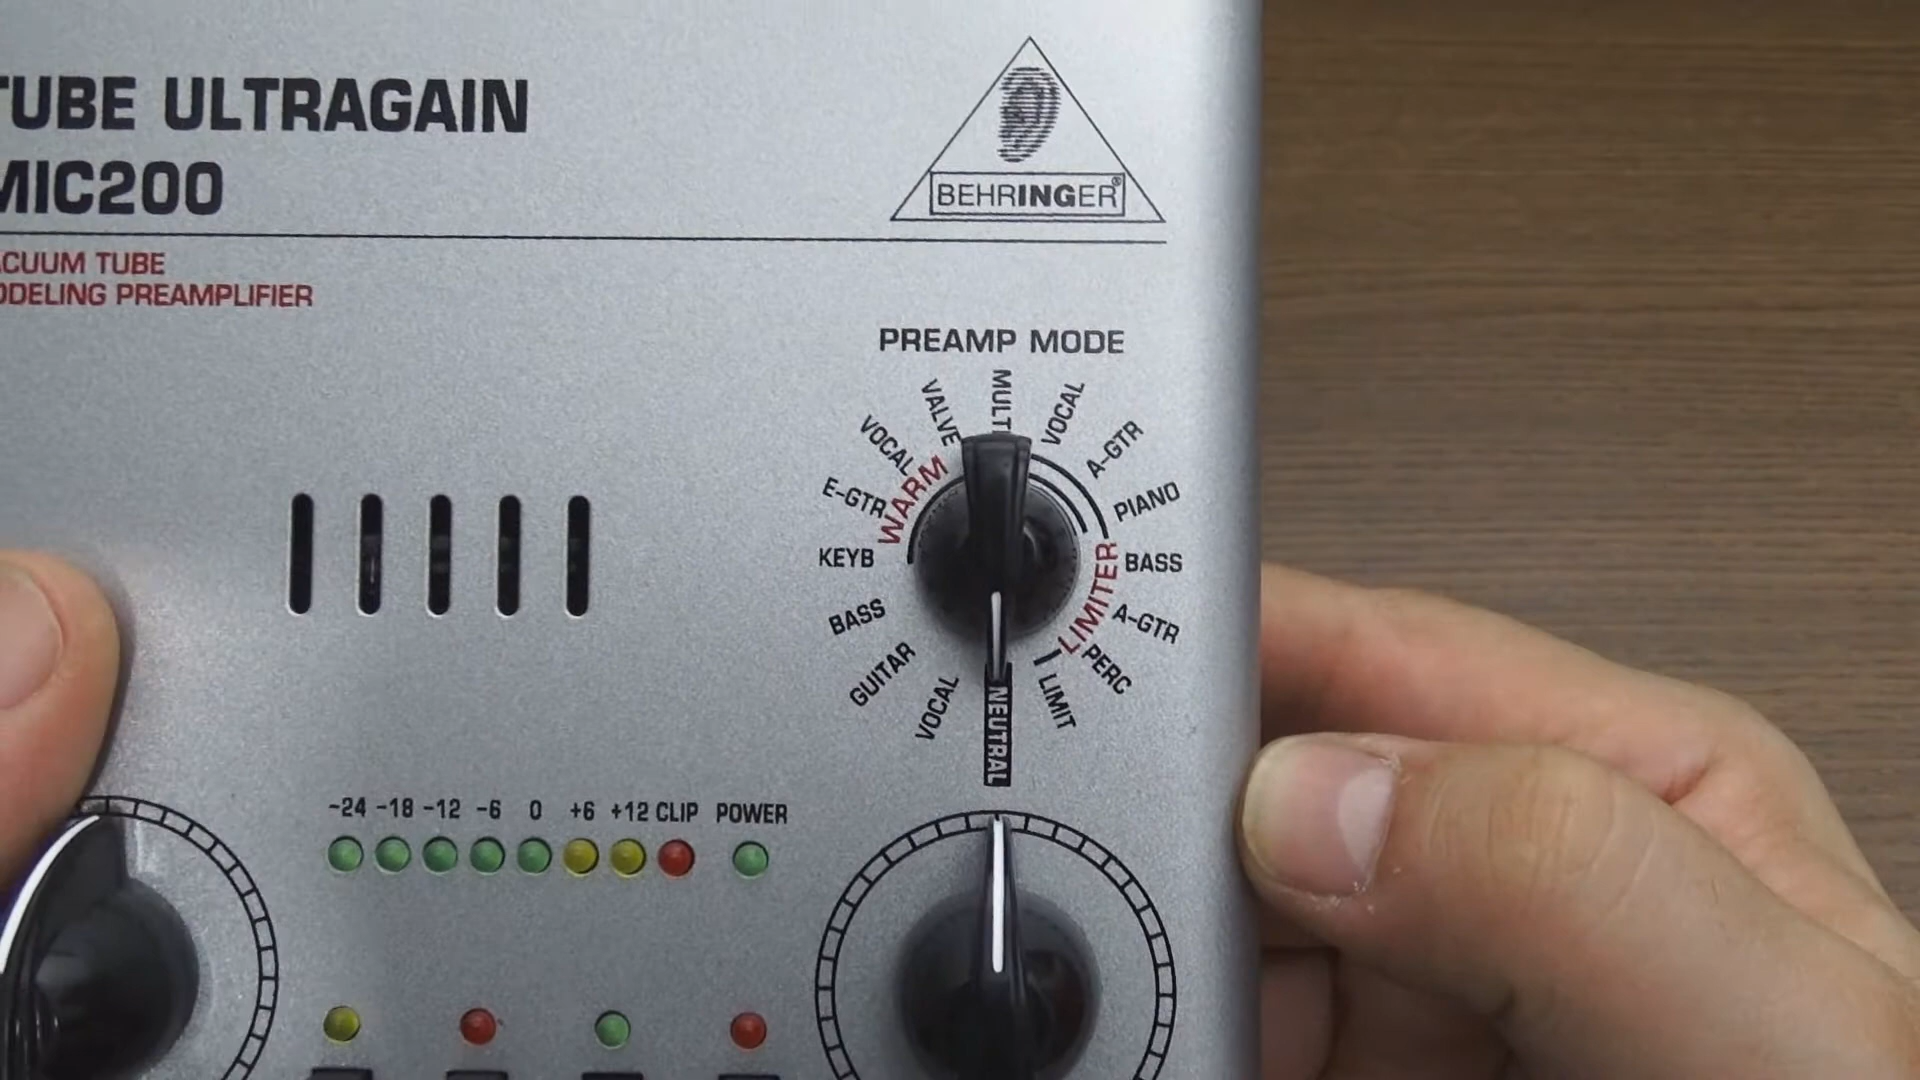 TUBE ULTRAGAIN
MIC200
BEHRINGER®
CUUM TUBE
ODELING PREAMPLIFIER
PREAMP MODE
NEUTRAL
VOCAL
GUITAR
BASS
KEYB
E-GTR
VOCAL
WARM
VALVE
MULTI
VOCAL
A-GTR
PIANO
BASS
LIMITER
A-GTR
PERC
LIMIT
-24 -18 -12 -6 0 +6 +12 CLIP POWER